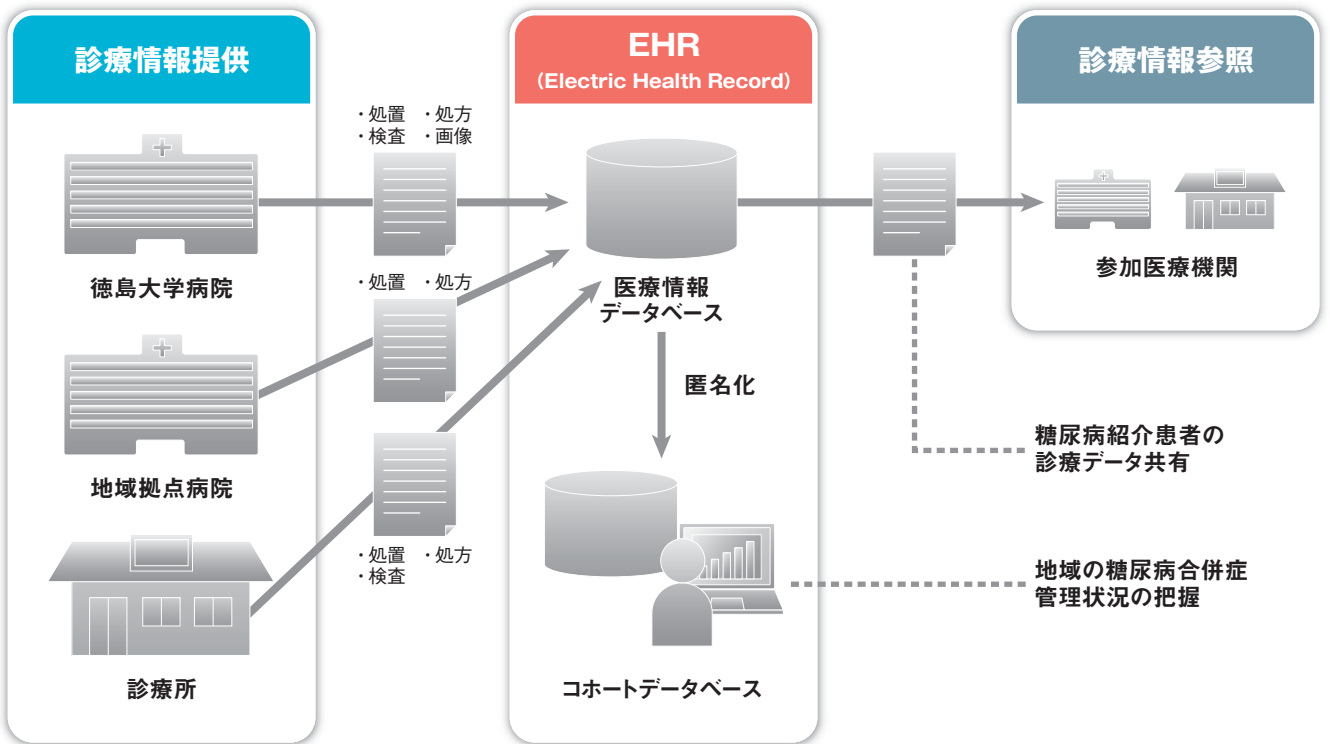 診療情報提供
・処置 ・処方
・検査 ・画像
徳島大学病院
・処置 ・処方
地域拠点病院
・処置 ・処方
・検査
診療所
EHR
(Electric Health Record)
医療情報
データベース
匿名化
コホートデータベース
診療情報参照
参加医療機関
糖尿病紹介患者の
診療データ共有
地域の糖尿病合併症
管理状況の把握